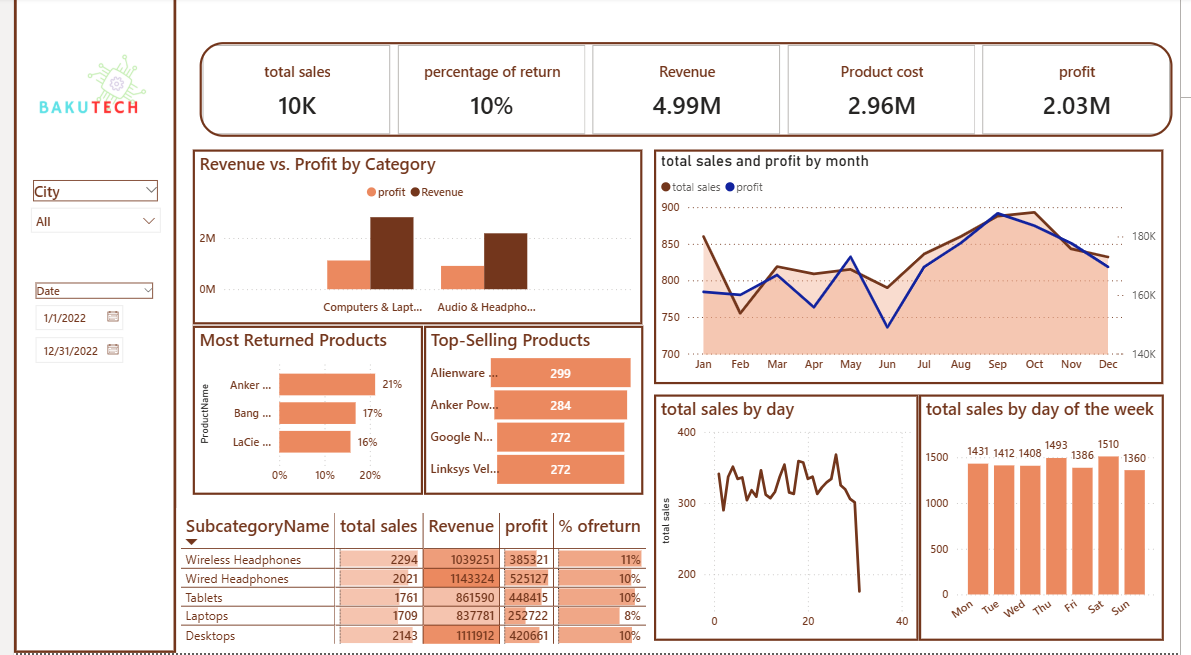 BAKUTECH
City
All
Date
1/1/2022
12/31/2022
total sales
10K
percentage of return
10%
Revenue
4.99M
Product cost
2.96M
profit
2.03M
Revenue vs. Profit by Category
profit Revenue
2M
0M
Computers & Lapt... Audio & Headpho...
total sales and profit by month
total sales profit
900
850
800
750
700
180K
160K
140K
Jan Feb Mar Apr May Jun Jul Aug Sep Oct Nov Dec
Most Returned Products
ProductName
Anker ... 21%
Bang ... 17%
LaCie ... 16%
0% 10% 20%
Top-Selling Products
Alienware ... 299
Anker Pow... 284
Google N... 272
Linksys Vel... 272
total sales by day
total sales
400
300
200
0 20 40
total sales by day of the week
1500
1000
500
0
1431 1412 1408 1493 1386 1510 1360
Mon Tue Wed Thu Fri Sat Sun
SubcategoryName total sales Revenue profit % ofreturn
Wireless Headphones 2294 1039251 385321 11%
Wired Headphones 2021 1143324 525127 10%
Tablets 1761 861590 448415 10%
Laptops 1709 837781 252722 8%
Desktops 2143 1111912 420661 10%